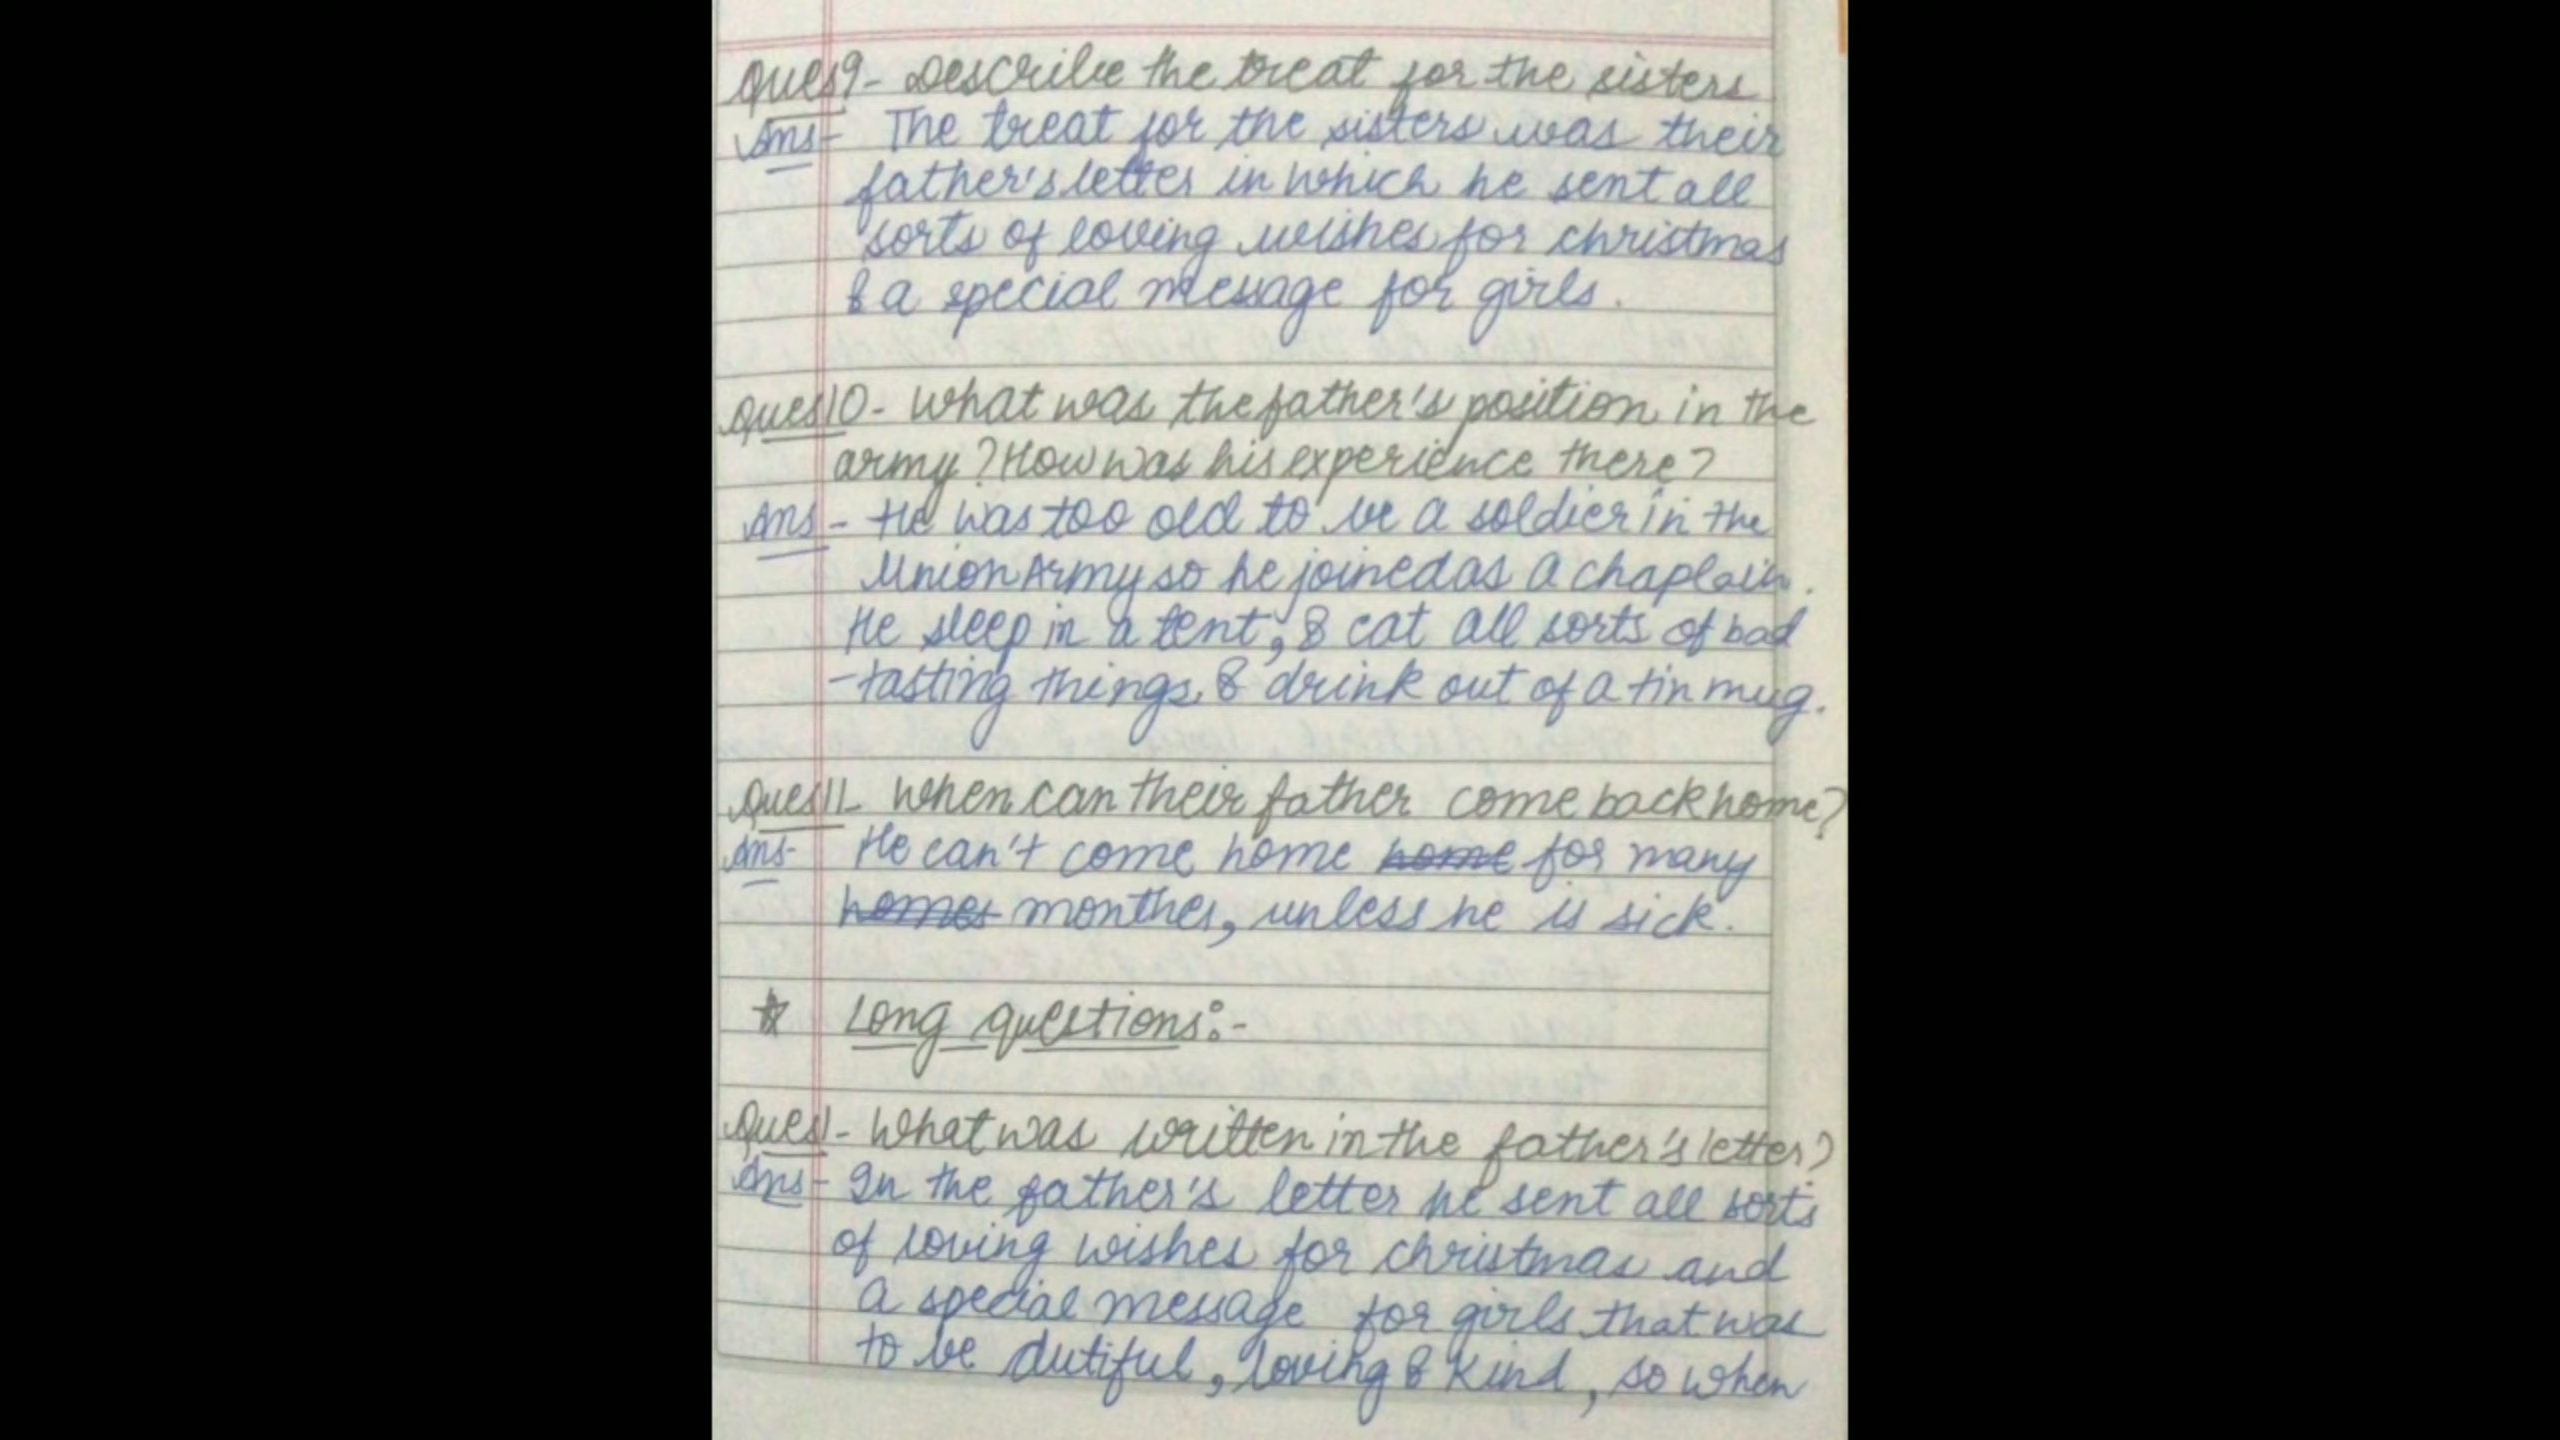 Ques9- Describe the treat for the sisters
Ans- The treat for the sisters was their
father's letter in which he sent all
sorts of loving wishes for christmas
& a special message for girls.
Ques10- What was the father's position in the
army? How was his experience there?
Ans- He was too old to be a soldier in the
Union Army so he joined as a chaplain.
He sleep in a tent, & eat all sorts of bad
-tasting things & drink out of a tin mug.
Ques11- When can their father come back home?
Ans- He can't come home home for many
homes monthes, unless he is sick.
☆ Long questions:-
Ques1- What was written in the father's letter?
Ans- In the father's letter he sent all sorts
of loving wishes for christmas and
a special message for girls that was
to be dutiful, loving & kind, so when